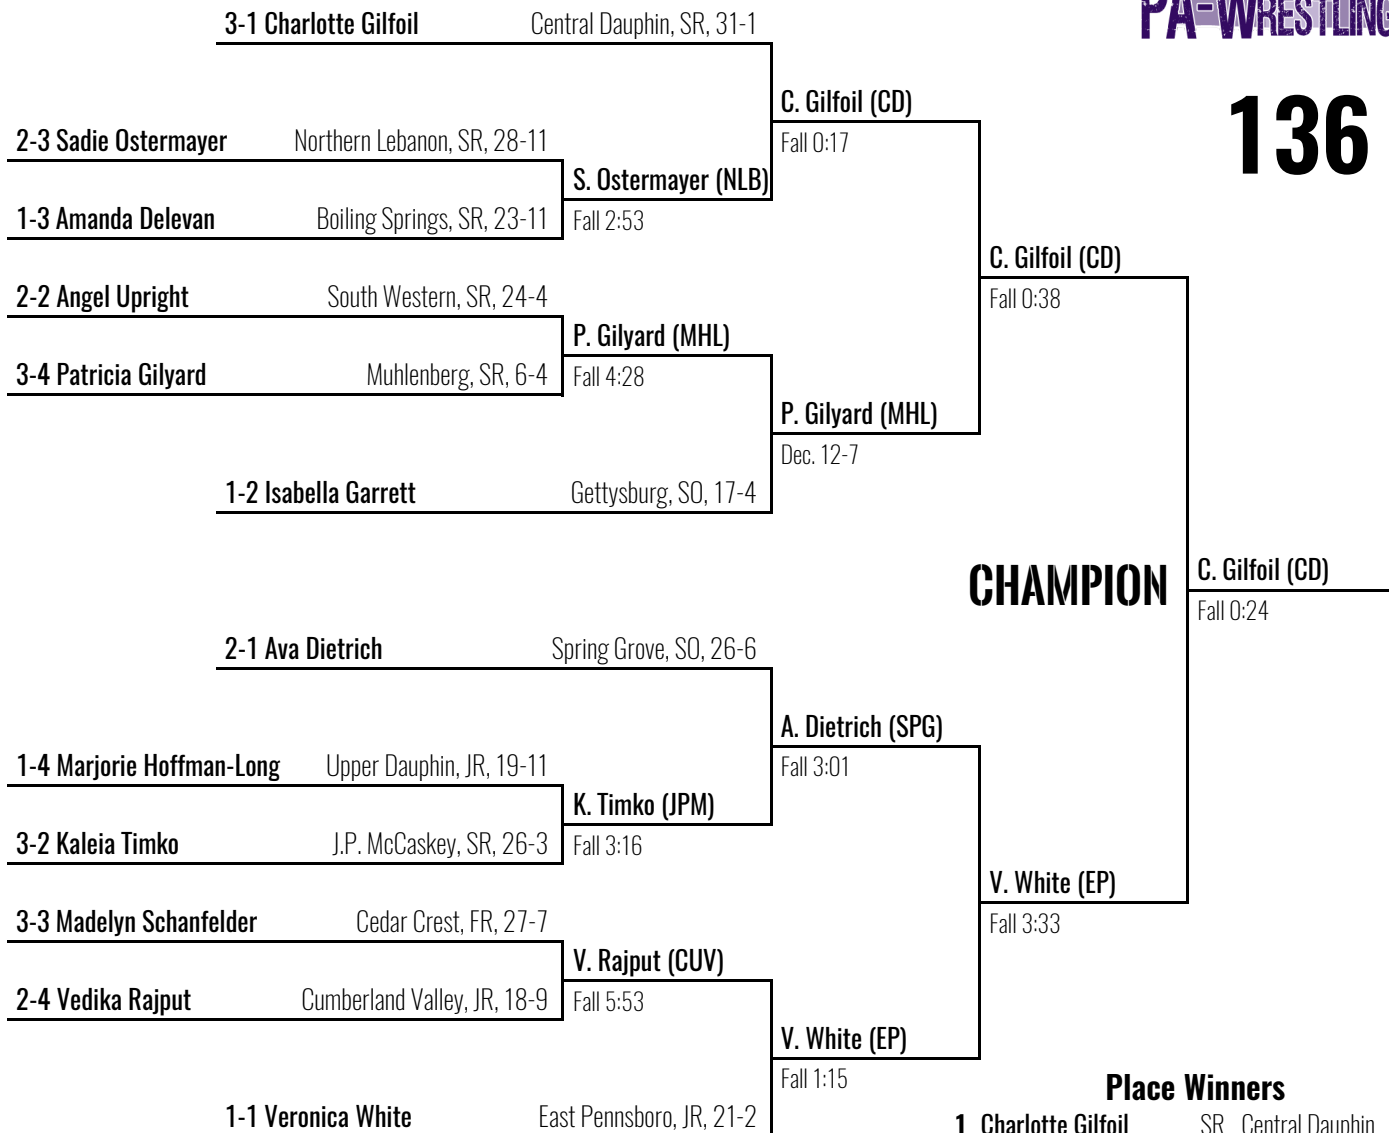 PA-WRESTLING
136
3-1 Charlotte Gilfoil Central Dauphin, SR, 31-1
C. Gilfoil (CD)
Fall 0:17
2-3 Sadie Ostermayer Northern Lebanon, SR, 28-11
S. Ostermayer (NLB)
Fall 2:53
1-3 Amanda Delevan Boiling Springs, SR, 23-11
C. Gilfoil (CD)
Fall 0:38
2-2 Angel Upright South Western, SR, 24-4
P. Gilyard (MHL)
Fall 4:28
3-4 Patricia Gilyard Muhlenberg, SR, 6-4
P. Gilyard (MHL)
Dec. 12-7
1-2 Isabella Garrett Gettysburg, SO, 17-4
CHAMPION
C. Gilfoil (CD)
Fall 0:24
2-1 Ava Dietrich Spring Grove, SO, 26-6
A. Dietrich (SPG)
Fall 3:01
1-4 Marjorie Hoffman-Long Upper Dauphin, JR, 19-11
K. Timko (JPM)
Fall 3:16
3-2 Kaleia Timko J.P. McCaskey, SR, 26-3
V. White (EP)
Fall 3:33
3-3 Madelyn Schanfelder Cedar Crest, FR, 27-7
V. Rajput (CUV)
Fall 5:53
2-4 Vedika Rajput Cumberland Valley, JR, 18-9
V. White (EP)
Fall 1:15
1-1 Veronica White East Pennsboro, JR, 21-2
Place Winners
1 Charlotte Gilfoil SR Central Dauphin